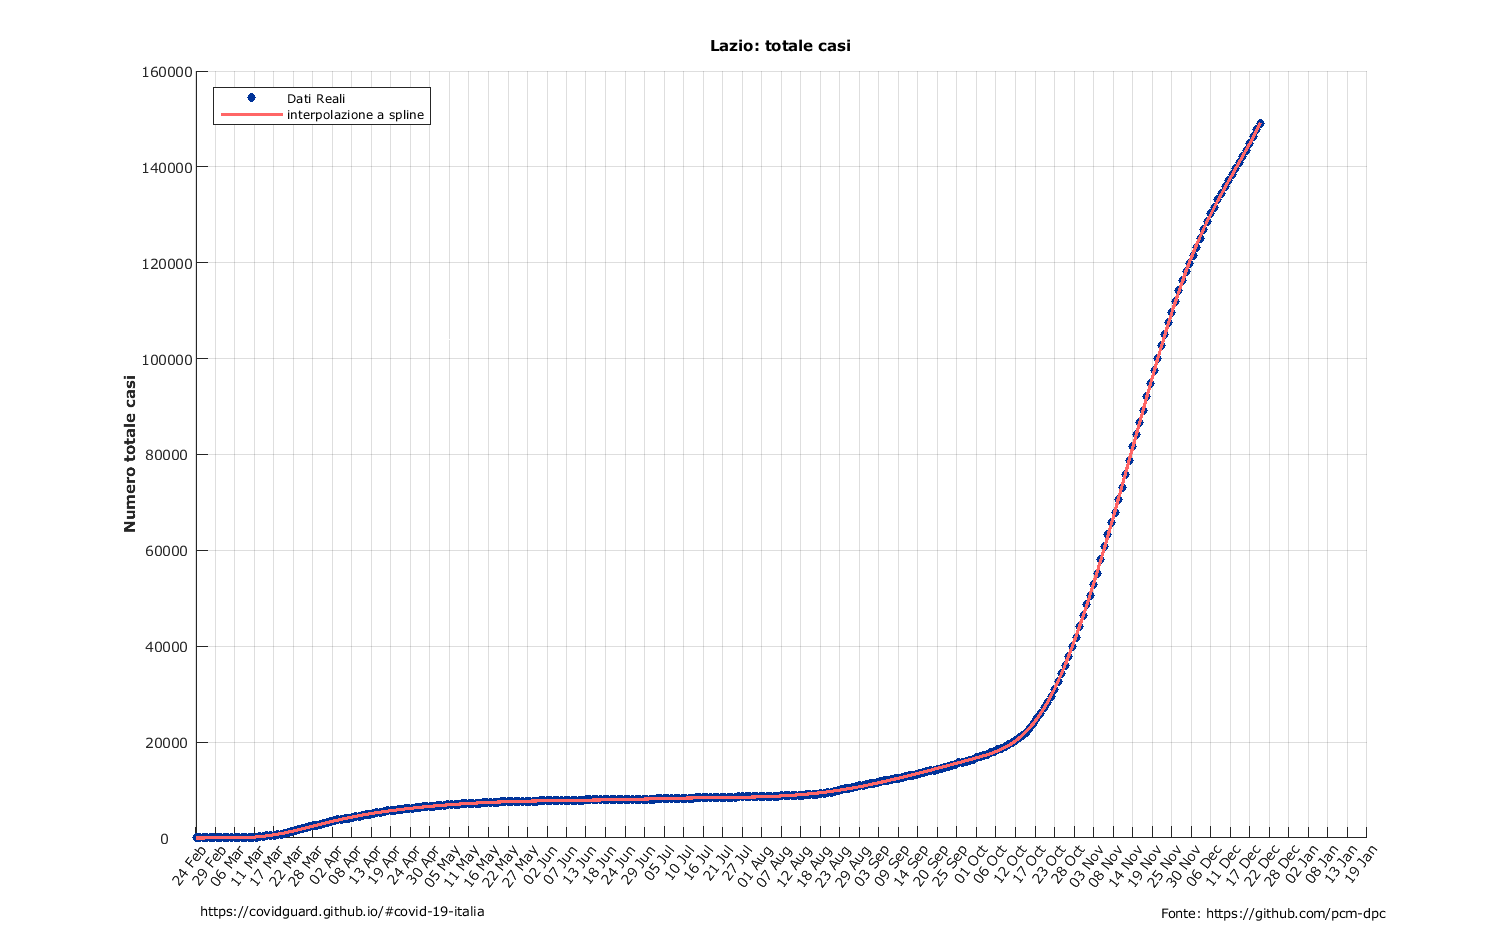 Lazio: totale casi
160000
140000
120000
100000
80000
60000
40000
20000
0
Numero totale casi
Dati Reali
interpolazione a spline
24 Feb
29 Feb
06 Mar
11 Mar
17 Mar
22 Mar
28 Mar
02 Apr
08 Apr
13 Apr
19 Apr
24 Apr
30 Apr
05 May
11 May
16 May
22 May
27 May
02 Jun
07 Jun
13 Jun
18 Jun
24 Jun
29 Jun
05 Jul
10 Jul
16 Jul
21 Jul
27 Jul
01 Aug
07 Aug
12 Aug
18 Aug
23 Aug
29 Aug
03 Sep
09 Sep
14 Sep
20 Sep
25 Sep
01 Oct
06 Oct
12 Oct
17 Oct
23 Oct
28 Oct
03 Nov
08 Nov
14 Nov
19 Nov
25 Nov
30 Nov
06 Dec
11 Dec
17 Dec
22 Dec
28 Dec
02 Jan
08 Jan
13 Jan
19 Jan
https://covidguard.github.io/#covid-19-italia
Fonte: https://github.com/pcm-dpc